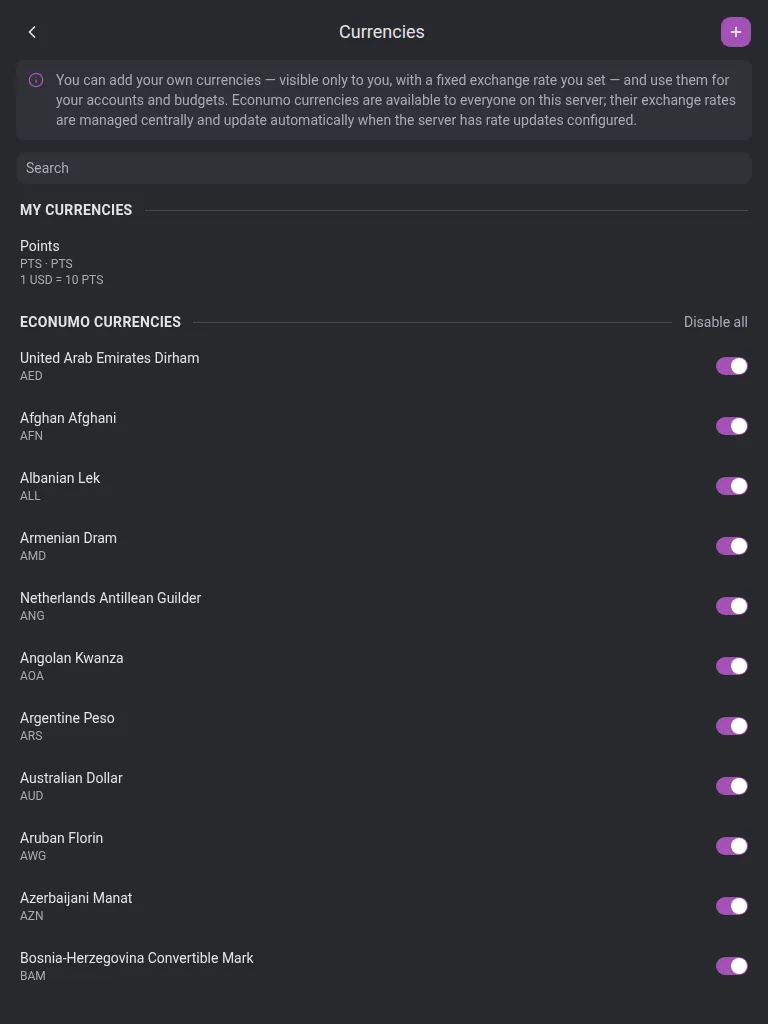 Currencies
You can add your own currencies — visible only to you, with a fixed exchange rate you set — and use them for
your accounts and budgets. Econumo currencies are available to everyone on this server; their exchange rates
are managed centrally and update automatically when the server has rate updates configured.
Search
MY CURRENCIES
Points
PTS · PTS
1 USD = 10 PTS
ECONUMO CURRENCIES
Disable all
United Arab Emirates Dirham
AED
Afghan Afghani
AFN
Albanian Lek
ALL
Armenian Dram
AMD
Netherlands Antillean Guilder
ANG
Angolan Kwanza
AOA
Argentine Peso
ARS
Australian Dollar
AUD
Aruban Florin
AWG
Azerbaijani Manat
AZN
Bosnia-Herzegovina Convertible Mark
BAM